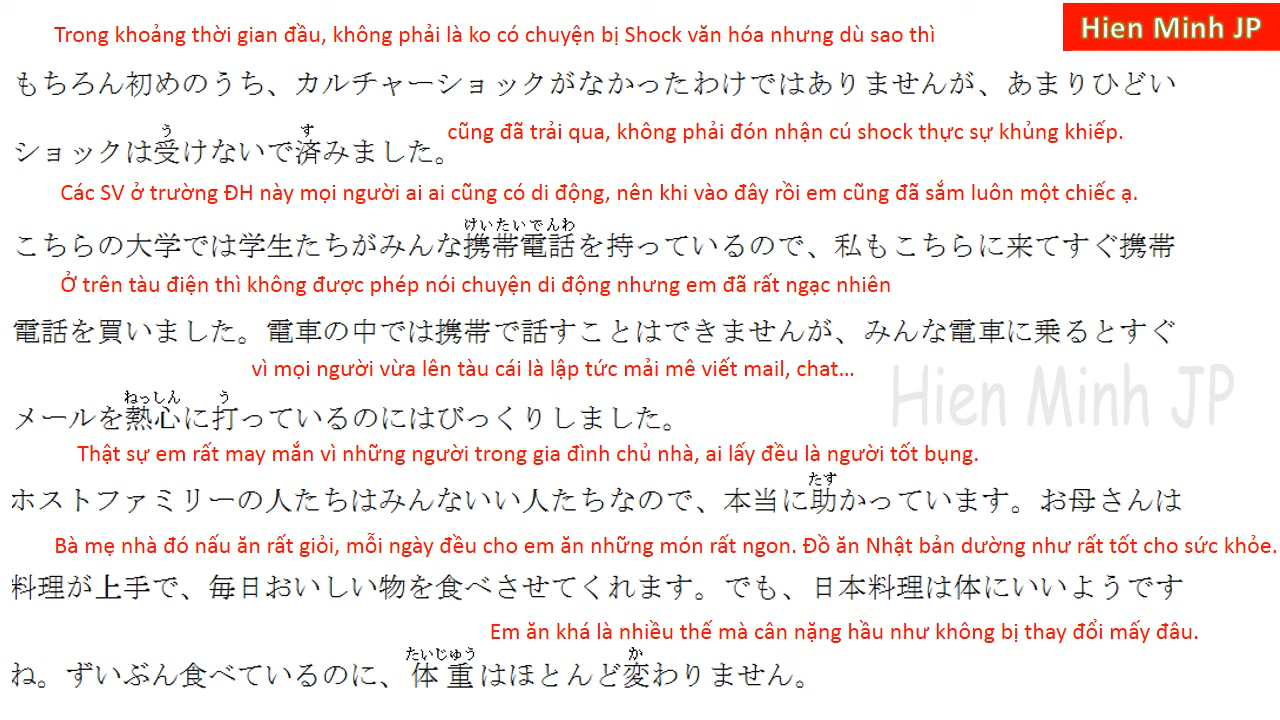 Hien Minh JP
Trong khoảng thời gian đầu, không phải là ko có chuyện bị Shock văn hóa nhưng dù sao thì
もちろん初めのうち、カルチャーショックがなかったわけではありませんが、あまりひどい
cũng đã trải qua, không phải đón nhận cú shock thực sự khủng khiếp.
う す
ショックは受けないで済みました。
Các SV ở trường ĐH này mọi người ai ai cũng có di động, nên khi vào đây rồi em cũng đã sắm luôn một chiếc ạ.
けいたいでんわ
こちらの大学では学生たちがみんな携帯電話を持っているので、私もこちらに来てすぐ携帯
Ở trên tàu điện thì không được phép nói chuyện di động nhưng em đã rất ngạc nhiên
電話を買いました。電車の中では携帯で話すことはできませんが、みんな電車に乗るとすぐ
vì mọi người vừa lên tàu cái là lập tức mải mê viết mail, chat...
Hien Minh JP
ねっしん う
メールを熱心に打っているのにはびっくりしました。
Thật sự em rất may mắn vì những người trong gia đình chủ nhà, ai lấy đều là người tốt bụng.
たす
ホストファミリーの人たちはみんないい人たちなので、本当に助かっています。お母さんは
Bà mẹ nhà đó nấu ăn rất giỏi, mỗi ngày đều cho em ăn những món rất ngon. Đồ ăn Nhật bản dường như rất tốt cho sức khỏe.
料理が上手で、毎日おいしい物を食べさせてくれます。でも、日本料理は体にいいようです
Em ăn khá là nhiều thế mà cân nặng hầu như không bị thay đổi mấy đâu.
たいじゅう か
ね。ずいぶん食べているのに、体重はほとんど変わりません。